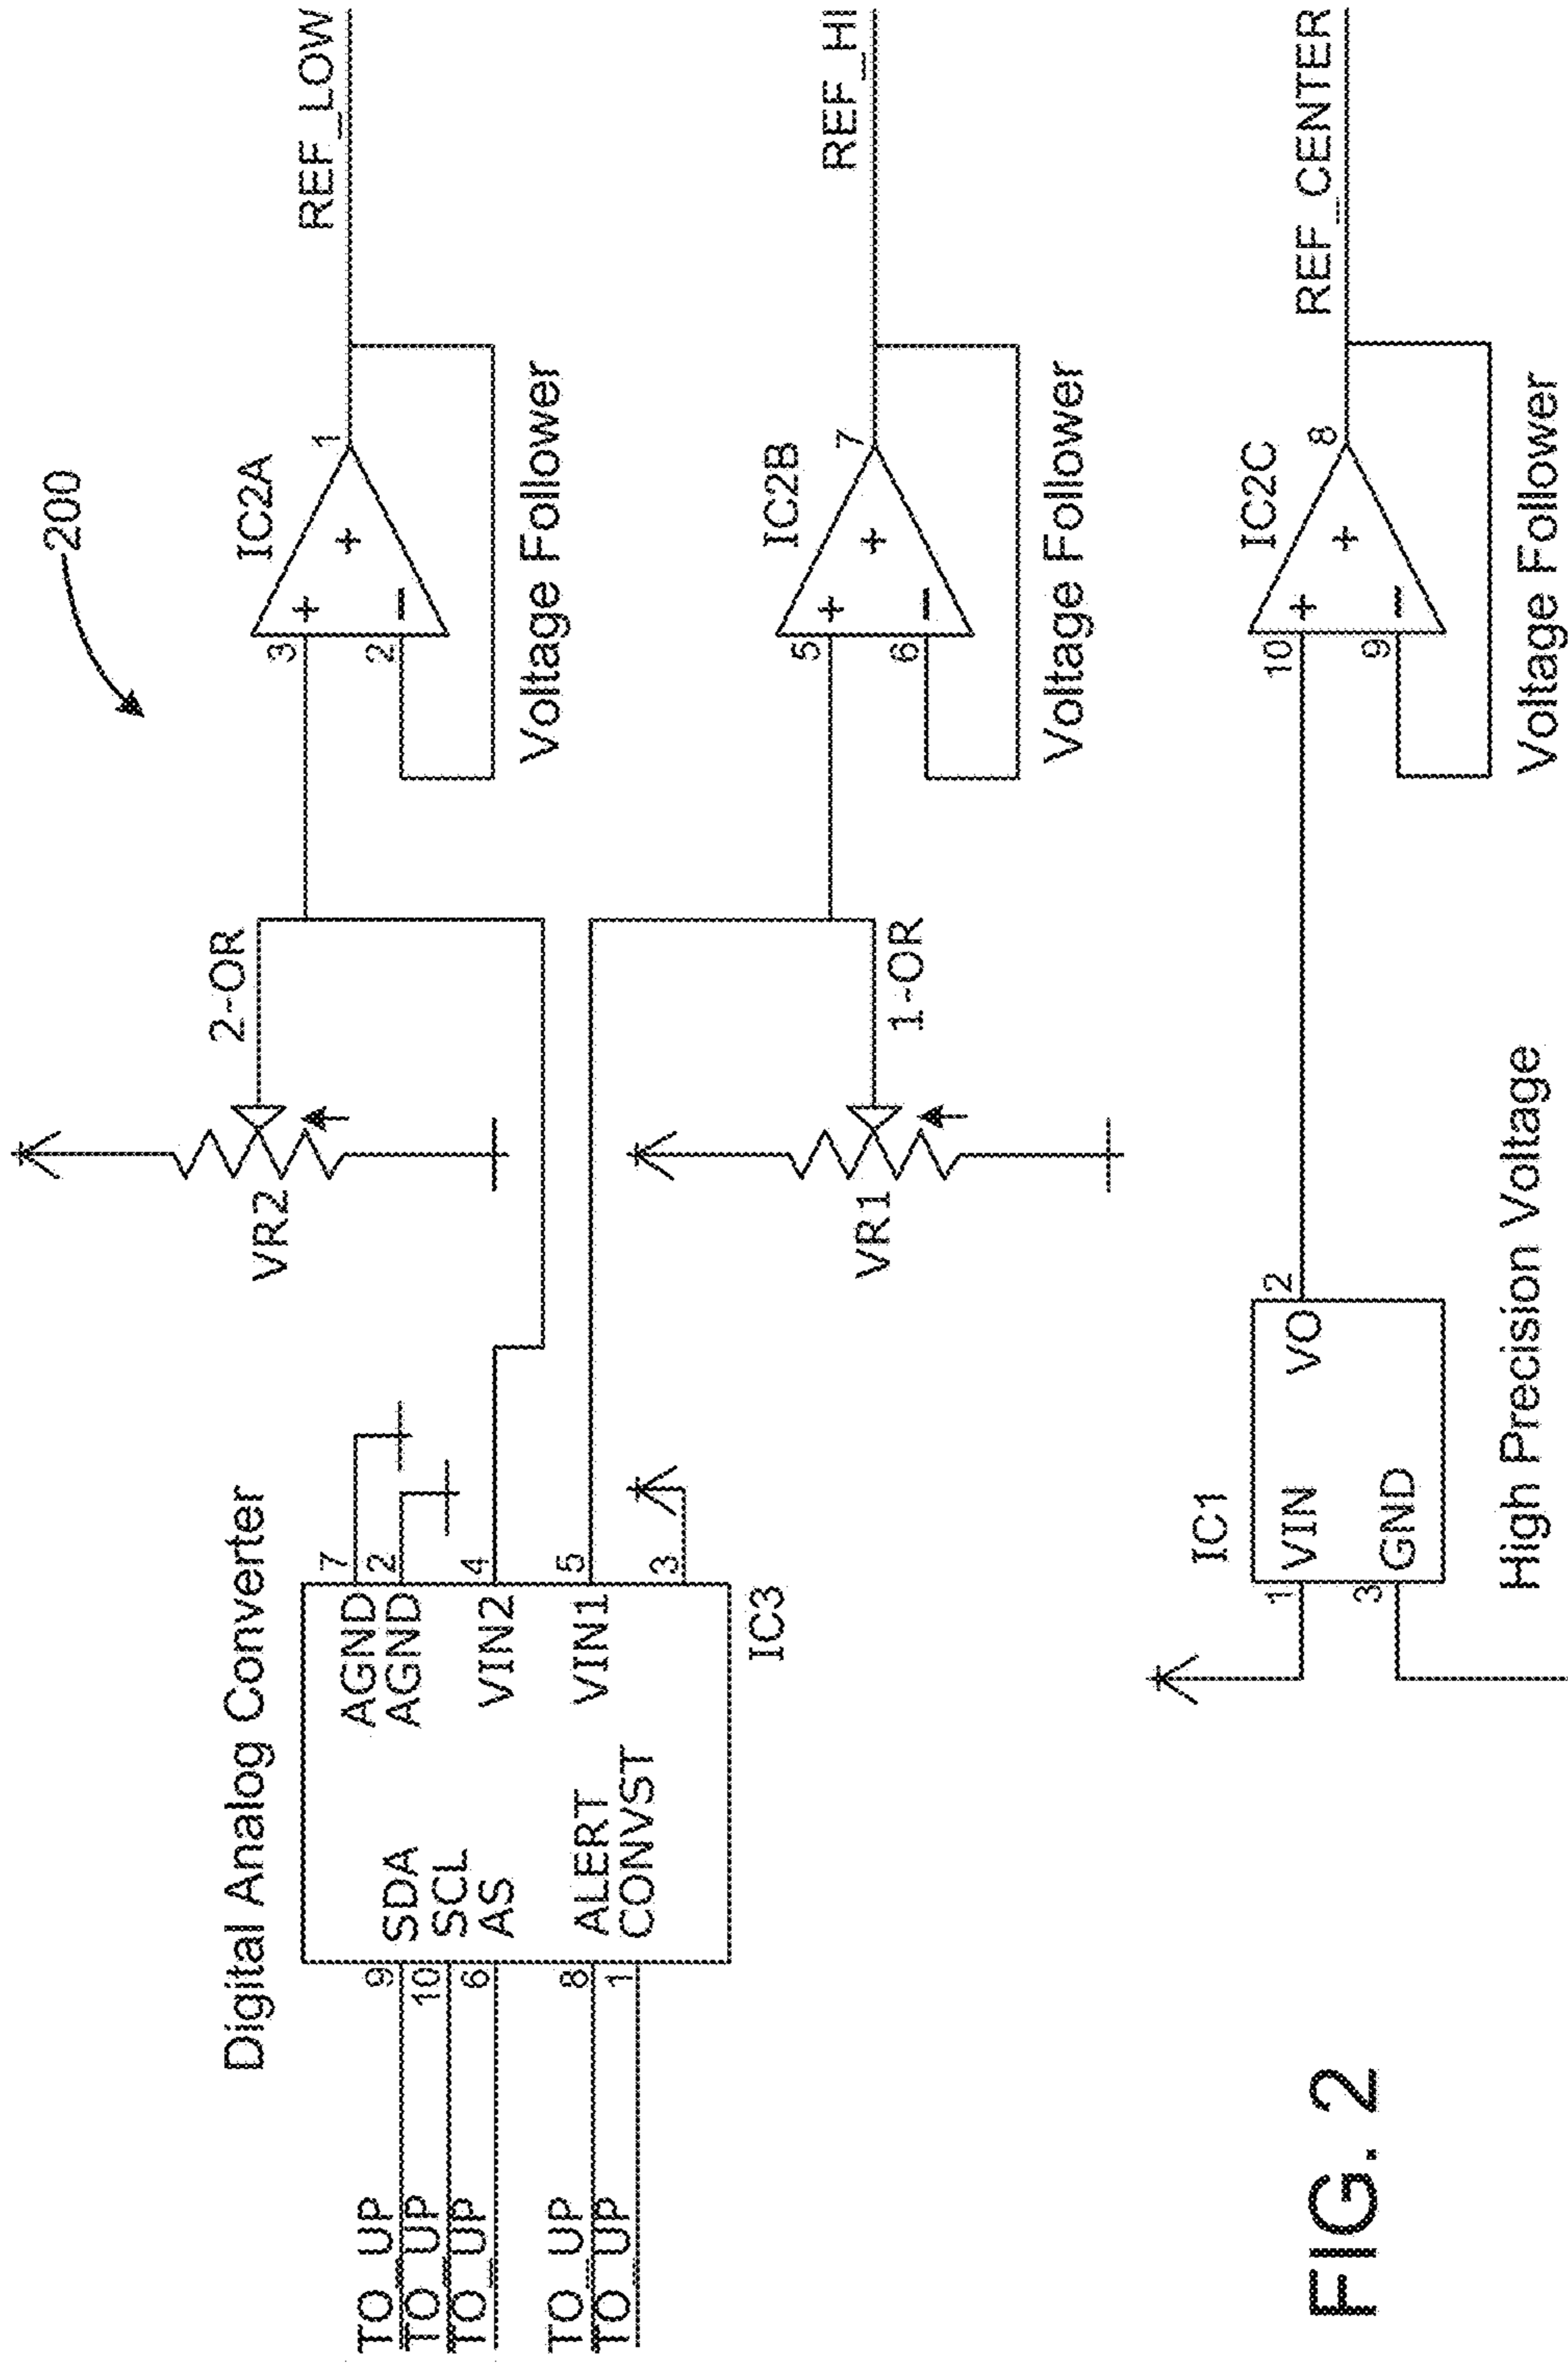 200
Digital Analog Converter
TO_UP
TO_UP
TO_UP
TO_UP
TO_UP
9
10
6
8
1
SDA
SCL
AS
ALERT
CONVST
AGND
AGND
VIN2
VIN1
7
2
4
5
3
IC3
VR2
2-OR
VR1
1-OR
IC2A
3
2
1
+
−
+
REF_LOW
Voltage Follower
IC2B
5
6
7
+
−
+
REF_HI
Voltage Follower
IC1
1
3
VIN
GND
VO
2
High Precision Voltage
IC2C
10
9
8
+
−
+
REF_CENTER
Voltage Follower
FIG. 2